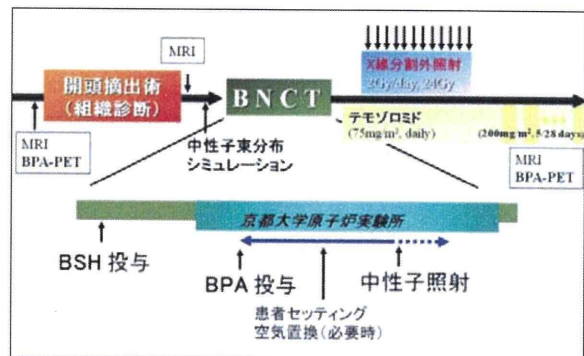 MRI
X線分割外照射
2Gy/day, 24Gy
開頭摘出術
(組織診断)
BNCT
テモゾロミド
(75mg/m², daily)
(200mg/m², 5/28 days)
MRI
BPA-PET
中性子束分布
シミュレーション
MRI
BPA-PET
京都大学原子炉実験所
BSH 投与
BPA 投与
中性子照射
患者セッティング
空気置換(必要時)